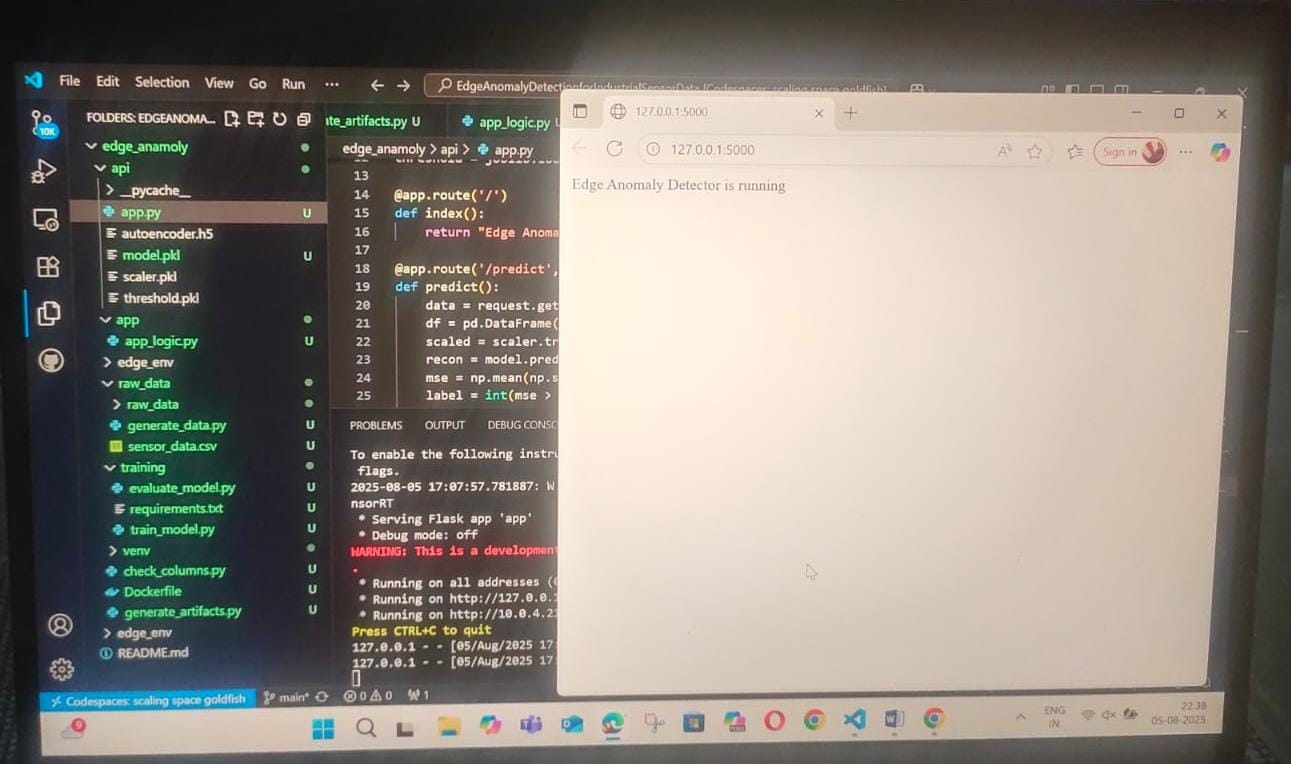 File Edit Selection View Go Run ...
EdgeAnomalyDetectionforIndustrialSensorData [Codespaces: scaling space goldfish]
10K
FOLDERS: EDGEANOMA...
edge_anamoly
api
__pycache__
app.py U
autoencoder.h5
model.pkl U
scaler.pkl
threshold.pkl
app
app_logic.py U
edge_env
raw_data
raw_data
generate_data.py U
sensor_data.csv U
training
evaluate_model.py U
requirements.txt U
train_model.py U
venv
check_columns.py U
Dockerfile U
generate_artifacts.py U
edge_env
README.md
te_artifacts.py U app_logic.py
edge_anamoly > api > app.py
13
14 @app.route('/')
15 def index():
16 return "Edge Anoma
17
18 @app.route('/predict',
19 def predict():
20 data = request.get
21 df = pd.DataFrame(
22 scaled = scaler.tr
23 recon = model.pred
24 mse = np.mean(np.s
25 label = int(mse >
PROBLEMS OUTPUT DEBUG CONSO
To enable the following instru
flags.
2025-08-05 17:07:57.781887: W
nsorRT
* Serving Flask app 'app'
* Debug mode: off
WARNING: This is a developmen
.
* Running on all addresses (0
* Running on http://127.0.0.1
* Running on http://10.0.4.2
Press CTRL+C to quit
127.0.0.1 - - [05/Aug/2025 17
127.0.0.1 - - [05/Aug/2025 17
127.0.0.1:5000
127.0.0.1:5000 Sign in
Edge Anomaly Detector is running
Codespaces: scaling space goldfish main* 0 0 1
9
ENG
IN
22:38
05-08-2025